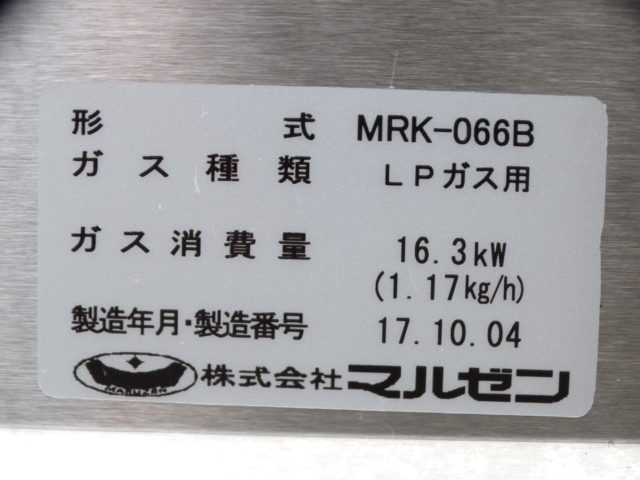 形式 MRK-066B
ガス種類 LPガス用
ガス消費量 16.3kW
(1.17kg/h)
製造年月・製造番号 17.10.04
MARUZEN 株式会社マルゼン